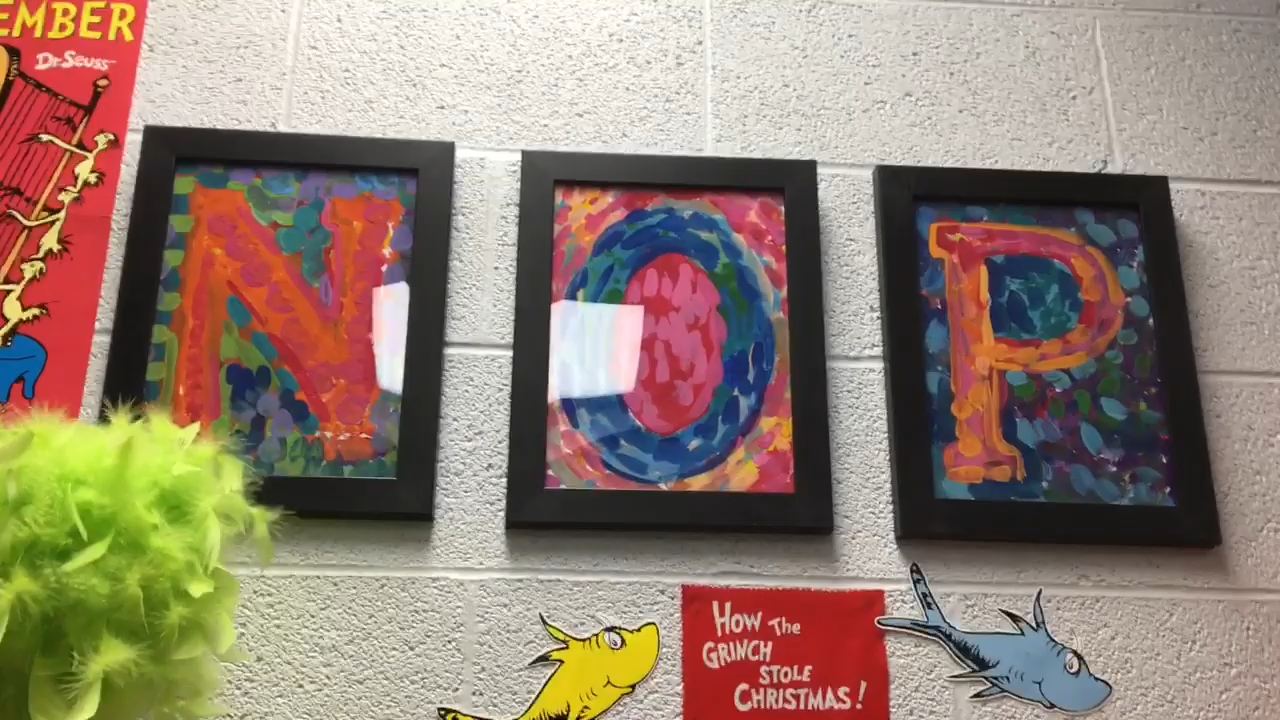 EMBER
Dr. Seuss
N O P
How The
GRINCH
STOLE
CHRISTMAS!